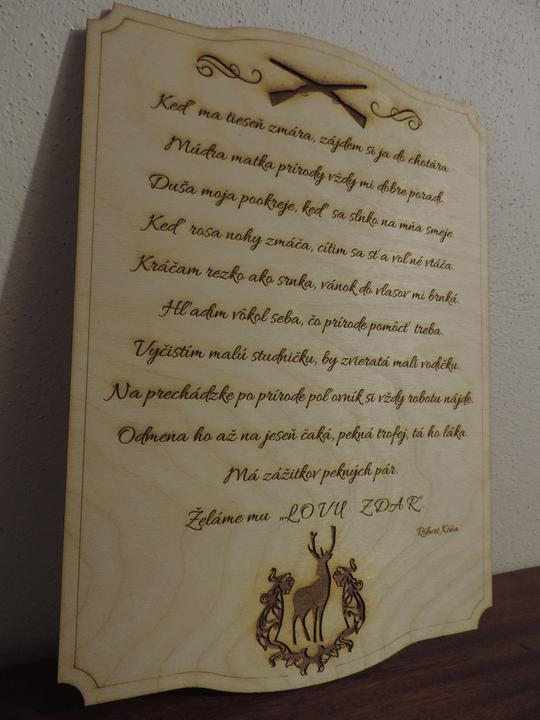 Keď ma tieseň zmára, zájdem si ja do chotára.
Múdra matka prírody vždy mi dobre poradí.
Duša moja pookreje, keď sa slnko na mňa smeje.
Keď rosa nohy zmáča, cítim sa sťa voľné vtáča.
Kráčam rezko ako srnka, vánok do vlasov mi brnká.
Hľadím vôkol seba, čo prírode pomôcť treba.
Vyčistím malú studničku, by zvieratá mali vodičku.
Na prechádzke po prírode poľovník si vždy robotu nájde.
Odmena ho až na jeseň čaká, pekná trofej, tá ho láka.
Má zážitkov pekných pár.
Želáme mu „LOVU ZDAR“.
Róbert Kóňa